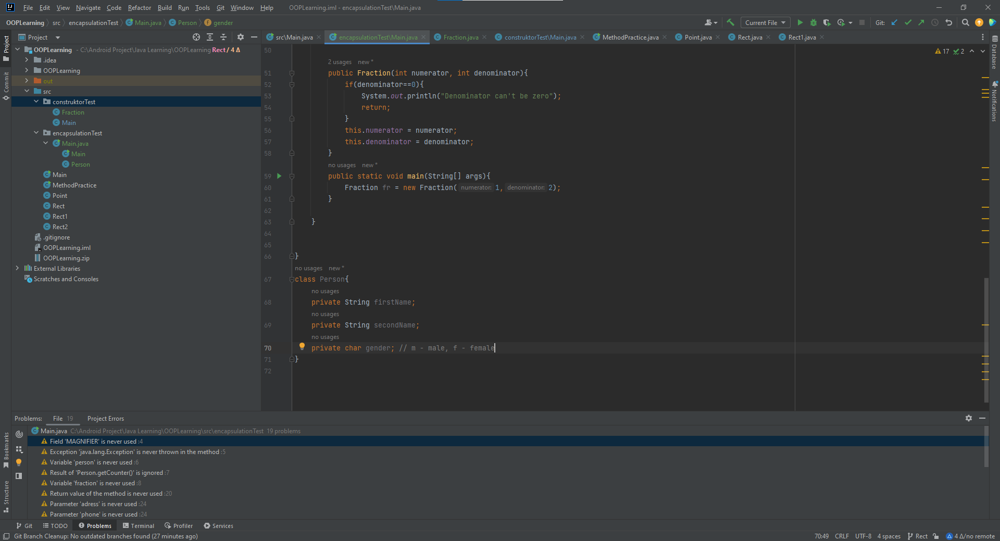 File Edit View Navigate Code Refactor Build Run Tools Git Window Help OOPLearning.iml - encapsulationTest\Main.java
OOPLearning src encapsulationTest Main.java Person gender Current File Git:
Project src\Main.java encapsulationTest\Main.java Fraction.java construktorTest\Main.java MethodPractice.java Point.java Rect.java Rect1.java
Project
Commit
Bookmarks
Structure
Database
Notifications
OOPLearning - C:\Android Project\Java Learning\OOPLearning Rect / 4 Δ
.idea
OOPLearning
out
src
construktorTest
Fraction
Main
encapsulationTest
Main.java
Main
Person
Main
MethodPractice
Point
Rect
Rect1
Rect2
.gitignore
OOPLearning.iml
OOPLearning.zip
External Libraries
Scratches and Consoles
17 2
50
2 usages new *
51 public Fraction(int numerator, int denominator){
52 if(denominator==0){
53 System.out.println("Denominator can't be zero");
54 return;
55 }
56 this.numerator = numerator;
57 this.denominator = denominator;
58 }
no usages new *
59 public static void main(String[] args){
60 Fraction fr = new Fraction( numerator: 1, denominator: 2);
61 }
62
63 }
64
65
66 }
no usages new *
67 class Person{
no usages
68 private String firstName;
no usages
69 private String secondName;
no usages
70 private char gender; // m - male, f - female
71 }
72
Problems: File 19 Project Errors
Main.java C:\Android Project\Java Learning\OOPLearning\src\encapsulationTest 19 problems
Field 'MAGNIFIER' is never used :4
Exception 'java.lang.Exception' is never thrown in the method :5
Variable 'person' is never used :6
Result of 'Person.getCounter()' is ignored :7
Variable 'fraction' is never used :8
Return value of the method is never used :20
Parameter 'adress' is never used :24
Parameter 'phone' is never used :24
Git TODO Problems Terminal Profiler Services
Git Branch Cleanup: No outdated branches found (27 minutes ago) 70:49 CRLF UTF-8 4 spaces Rect 4 Δ/no remote